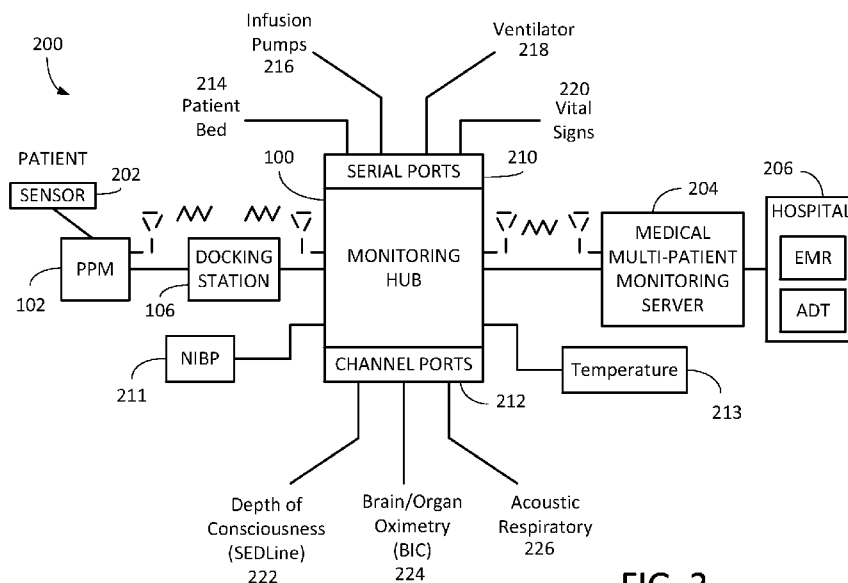 Infusion
Pumps
216
Ventilator
218
200
214
Patient
Bed
220
Vital
Signs
PATIENT
SENSOR
202
100
SERIAL PORTS
210
204
206
HOSPITAL
PPM
102
DOCKING
STATION
106
MONITORING
HUB
MEDICAL
MULTI-PATIENT
MONITORING
SERVER
EMR
ADT
NIBP
211
CHANNEL PORTS
212
Temperature
213
Depth of
Consciousness
(SEDLine)
222
Brain/Organ
Oximetry
(BIC)
224
Acoustic
Respiratory
226